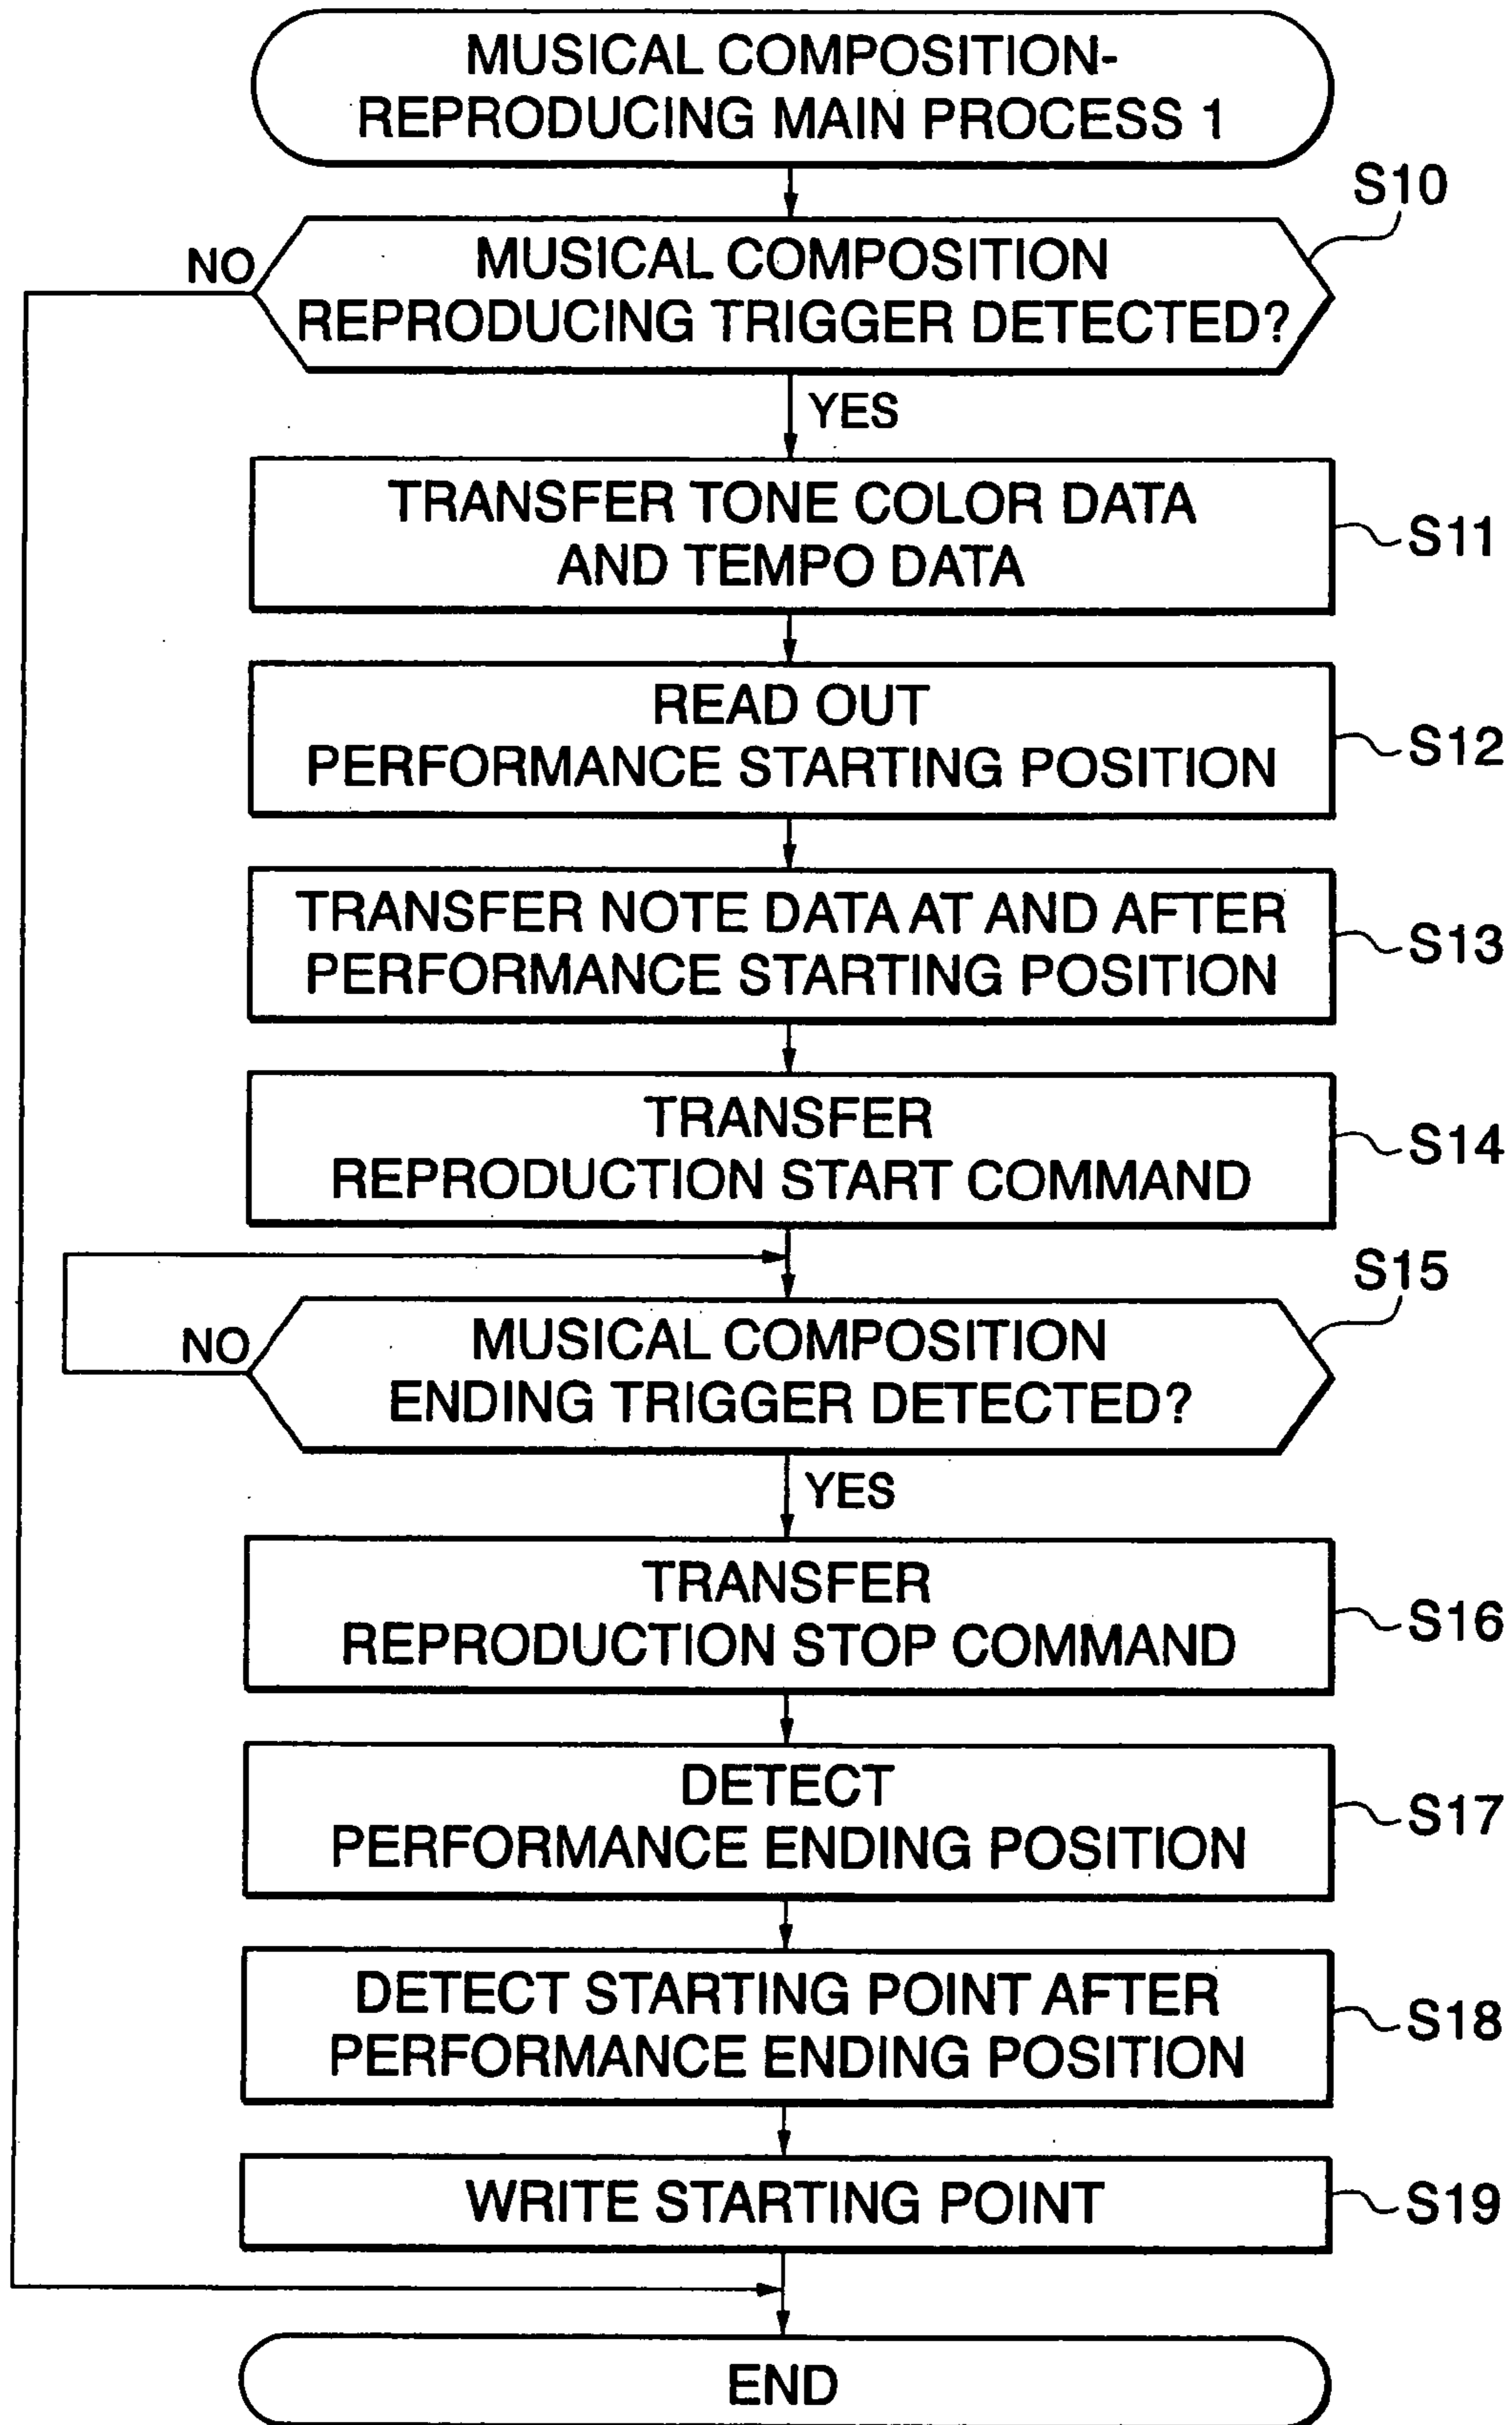 MUSICAL COMPOSITION-
REPRODUCING MAIN PROCESS 1
S10
NO
MUSICAL COMPOSITION
REPRODUCING TRIGGER DETECTED?
YES
TRANSFER TONE COLOR DATA
AND TEMPO DATA
S11
READ OUT
PERFORMANCE STARTING POSITION
S12
TRANSFER NOTE DATA AT AND AFTER
PERFORMANCE STARTING POSITION
S13
TRANSFER
REPRODUCTION START COMMAND
S14
S15
NO
MUSICAL COMPOSITION
ENDING TRIGGER DETECTED?
YES
TRANSFER
REPRODUCTION STOP COMMAND
S16
DETECT
PERFORMANCE ENDING POSITION
S17
DETECT STARTING POINT AFTER
PERFORMANCE ENDING POSITION
S18
WRITE STARTING POINT
S19
END